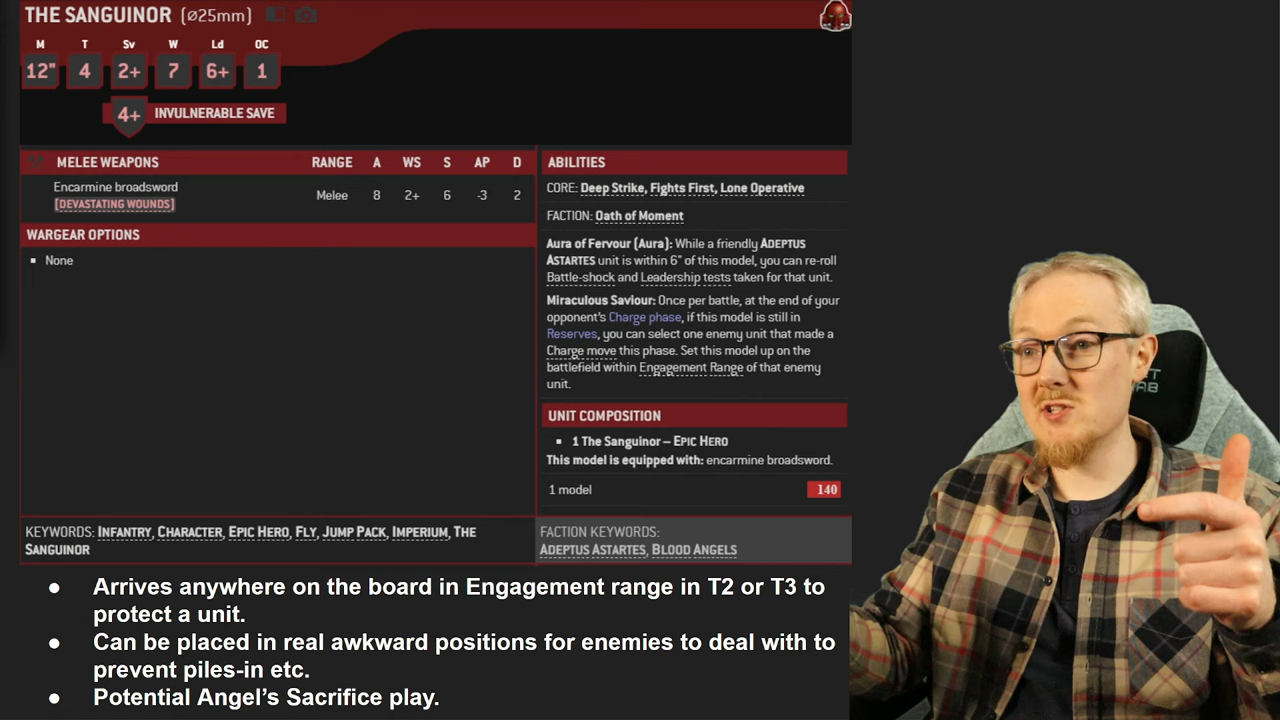 THE SANGUINOR (ø25mm)
M T Sv W Ld OC
12" 4 2+ 7 6+ 1
4+ INVULNERABLE SAVE
MELEE WEAPONS RANGE A WS S AP D
Encarmine broadsword
[DEVASTATING WOUNDS]
Melee 8 2+ 6 -3 2
WARGEAR OPTIONS
None
ABILITIES
CORE: Deep Strike, Fights First, Lone Operative
FACTION: Oath of Moment
Aura of Fervour (Aura): While a friendly ADEPTUS
ASTARTES unit is within 6" of this model, you can re-roll
Battle-shock and Leadership tests taken for that unit.
Miraculous Saviour: Once per battle, at the end of your
opponent's Charge phase, if this model is still in
Reserves, you can select one enemy unit that made a
Charge move this phase. Set this model up on the
battlefield within Engagement Range of that enemy
unit.
UNIT COMPOSITION
1 The Sanguinor – EPIC HERO
This model is equipped with: encarmine broadsword.
1 model 140
KEYWORDS: INFANTRY, CHARACTER, EPIC HERO, FLY, JUMP PACK, IMPERIUM, THE
SANGUINOR
FACTION KEYWORDS:
ADEPTUS ASTARTES, BLOOD ANGELS
● Arrives anywhere on the board in Engagement range in T2 or T3 to
protect a unit.
● Can be placed in real awkward positions for enemies to deal with to
prevent piles-in etc.
● Potential Angel's Sacrifice play.